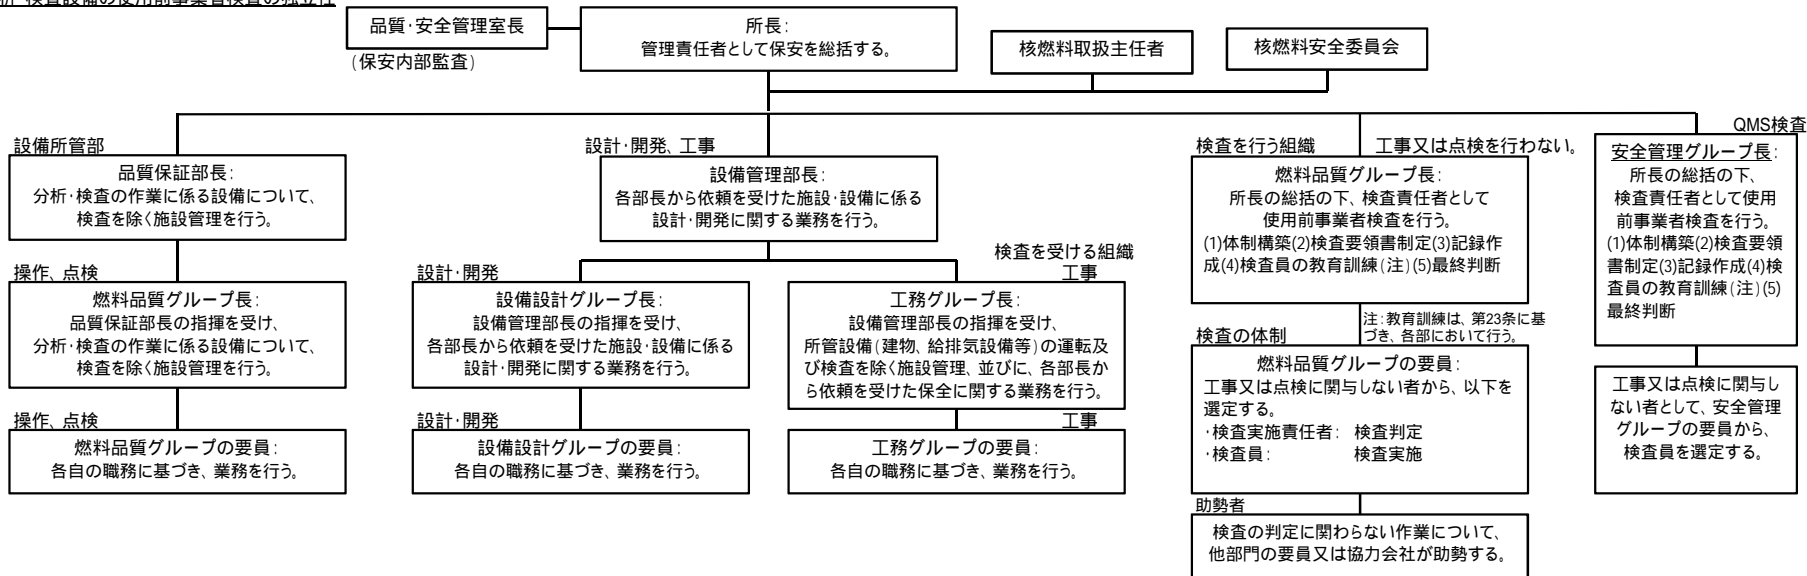 検査設備の使用前事業者検査の独立性
品質・安全管理室長
(保安内部監査)
所長:
管理責任者として保安を総括する。
核燃料取扱主任者
核燃料安全委員会
設備所管部
品質保証部長:
分析・検査の作業に係る設備について、
検査を除く施設管理を行う。
操作、点検
燃料品質グループ長:
品質保証部長の指揮を受け、
分析・検査の作業に係る設備について、
検査を除く施設管理を行う。
操作、点検
燃料品質グループの要員:
各自の職務に基づき、業務を行う。
設計・開発、工事
設備管理部長:
各部長から依頼を受けた施設・設備に係る
設計・開発に関する業務を行う。
検査を受ける組織
設計・開発
設備設計グループ長:
設備管理部長の指揮を受け、
各部長から依頼を受けた施設・設備に係る
設計・開発に関する業務を行う。
設計・開発
設備設計グループの要員:
各自の職務に基づき、業務を行う。
工事
工務グループ長:
設備管理部長の指揮を受け、
所管設備(建物、給排気設備等)の運転及
び検査を除く施設管理、並びに、各部長か
ら依頼を受けた保全に関する業務を行う。
工事
工務グループの要員:
各自の職務に基づき、業務を行う。
検査を行う組織
工事又は点検を行わない。
燃料品質グループ長:
所長の総括の下、検査責任者として
使用前事業者検査を行う。
(1)体制構築(2)検査要領書制定(3)記録作
成(4)検査員の教育訓練(注)(5)最終判断
注:教育訓練は、第23条に基
づき、各部において行う。
検査の体制
燃料品質グループの要員:
工事又は点検に関与しない者から、以下を
選定する。
・検査実施責任者: 検査判定
・検査員: 検査実施
助勢者
検査の判定に関わらない作業について、
他部門の要員又は協力会社が助勢する。
QMS検査
安全管理グループ長:
所長の総括の下、
検査責任者として使用
前事業者検査を行う。
(1)体制構築(2)検査要領
書制定(3)記録作成(4)検
査員の教育訓練(注)(5)
最終判断
工事又は点検に関与し
ない者として、安全管理
グループの要員から、
検査員を選定する。